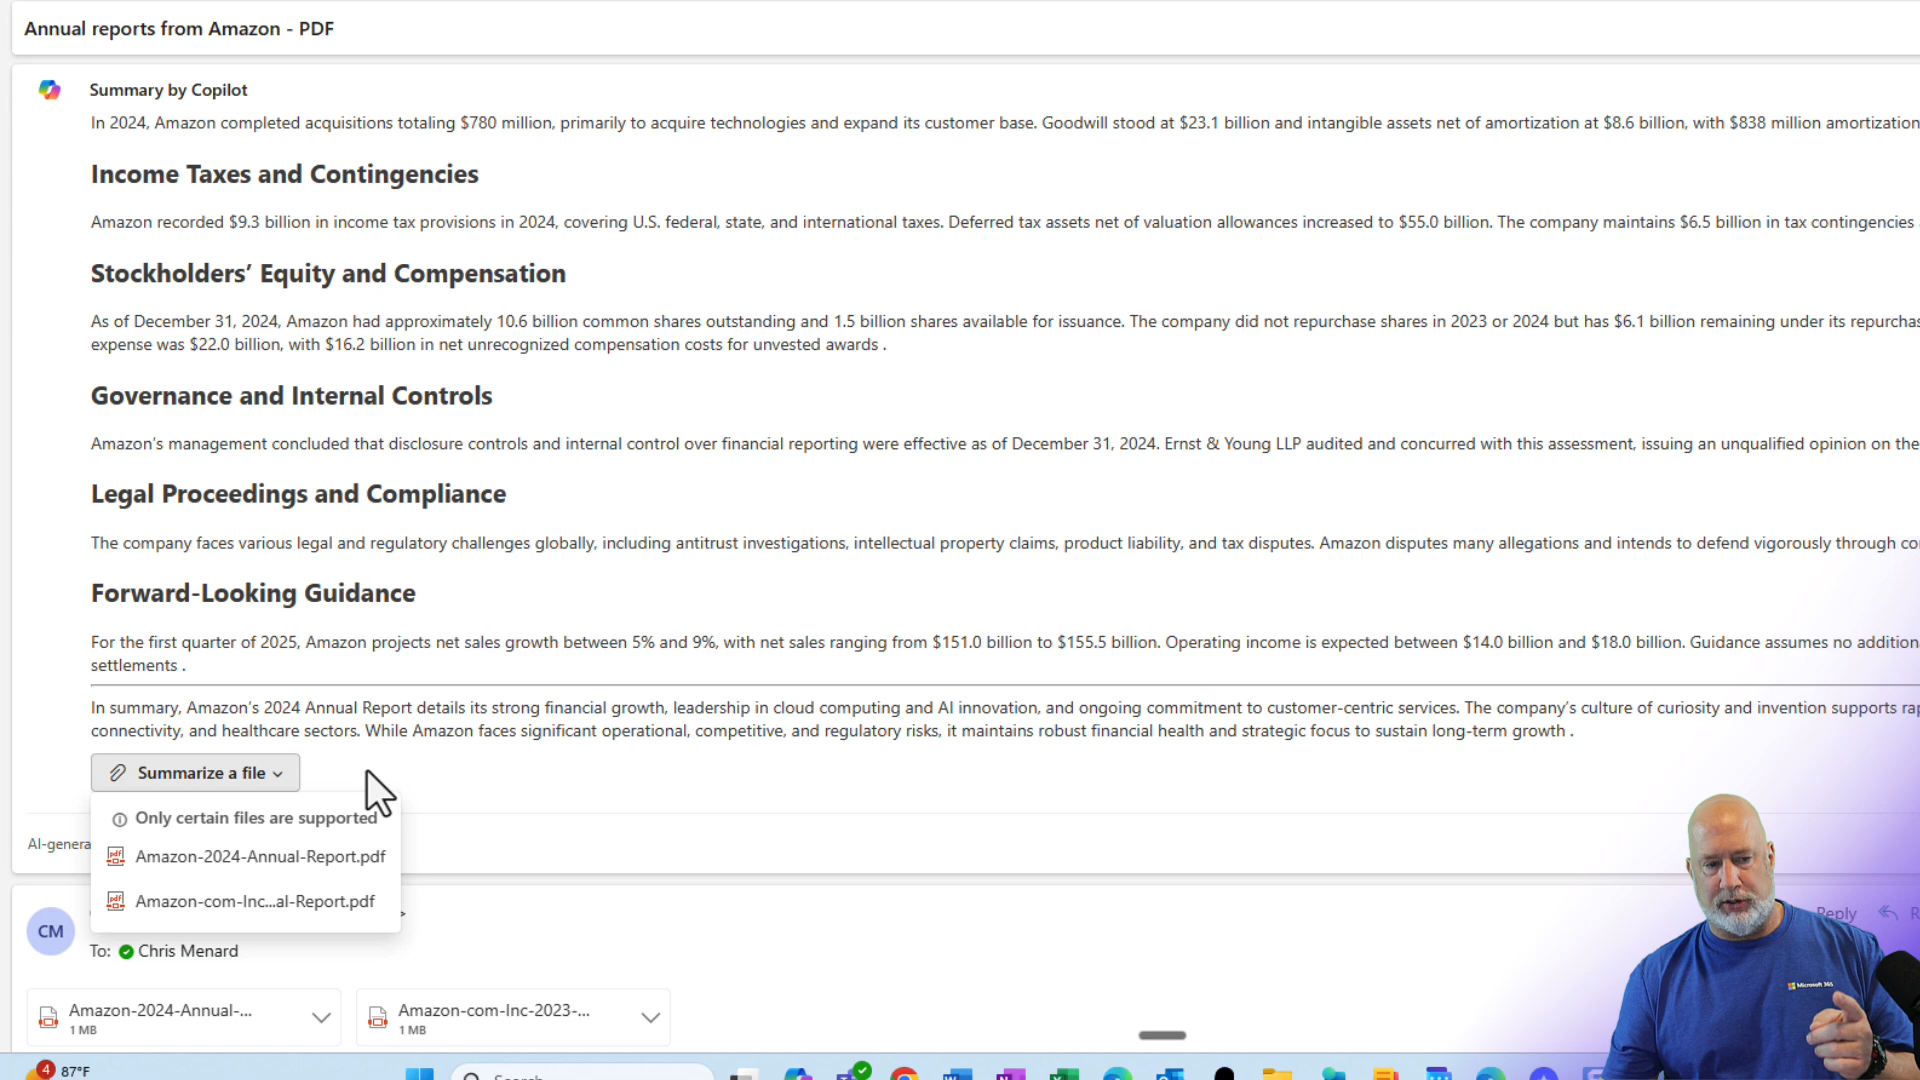 Annual reports from Amazon - PDF
Summary by Copilot
In 2024, Amazon completed acquisitions totaling $780 million, primarily to acquire technologies and expand its customer base. Goodwill stood at $23.1 billion and intangible assets net of amortization at $8.6 billion, with $838 million amortization
Income Taxes and Contingencies
Amazon recorded $9.3 billion in income tax provisions in 2024, covering U.S. federal, state, and international taxes. Deferred tax assets net of valuation allowances increased to $55.0 billion. The company maintains $6.5 billion in tax contingencies
Stockholders’ Equity and Compensation
As of December 31, 2024, Amazon had approximately 10.6 billion common shares outstanding and 1.5 billion shares available for issuance. The company did not repurchase shares in 2023 or 2024 but has $6.1 billion remaining under its
expense was $22.0 billion, with $16.2 billion in net unrecognized compensation costs for unvested awards .
Governance and Internal Controls
Amazon’s management concluded that disclosure controls and internal control over financial reporting were effective as of December 31, 2024. Ernst & Young LLP audited and concurred with this assessment, issuing an unqualified opinion on the
Legal Proceedings and Compliance
The company faces various legal and regulatory challenges globally, including antitrust investigations, intellectual property claims, product liability, and tax disputes. Amazon disputes many allegations and intends to defend vigorously through
Forward-Looking Guidance
For the first quarter of 2025, Amazon projects net sales growth between 5% and 9%, with net sales ranging from $151.0 billion to $155.5 billion. Operating income is expected between $14.0 billion and $18.0 billion. Guidance assumes no
settlements .
In summary, Amazon’s 2024 Annual Report details its strong financial growth, leadership in cloud computing and AI innovation, and ongoing commitment to customer-centric services. The company’s culture of curiosity and invention supports
connectivity, and healthcare sectors. While Amazon faces significant operational, competitive, and regulatory risks, it maintains robust financial health and strategic focus to sustain long-term growth .
Summarize a file
Only certain files are supported
AI-genera
Amazon-2024-Annual-Report.pdf
Amazon-com-Inc...al-Report.pdf
CM
Reply
To: Chris Menard
Microsoft 365
Amazon-2024-Annual-...
1 MB
Amazon-com-Inc-2023-...
1 MB
4
87°F
Search